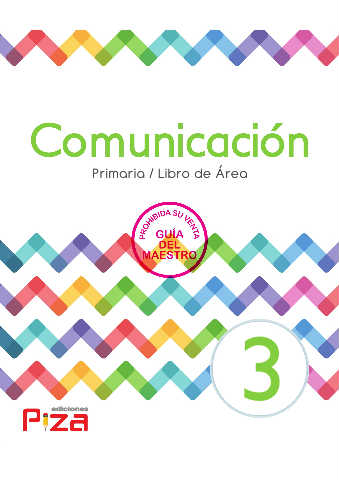 Comunicación
Primaria / Libro de Área
PROHIBIDA SU VENTA
GUÍA
DEL
MAESTRO
3
ediciones
Piza